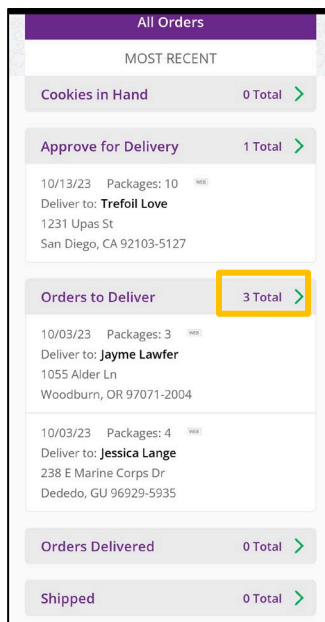 All Orders
MOST RECENT
Cookies in Hand 0 Total
Approve for Delivery 1 Total
10/13/23 Packages: 10 WEB
Deliver to: Trefoil Love
1231 Upas St
San Diego, CA 92103-5127
Orders to Deliver 3 Total
10/03/23 Packages: 3 WEB
Deliver to: Jayme Lawfer
1055 Alder Ln
Woodburn, OR 97071-2004
10/03/23 Packages: 4 WEB
Deliver to: Jessica Lange
238 E Marine Corps Dr
Dededo, GU 96929-5935
Orders Delivered 0 Total
Shipped 0 Total